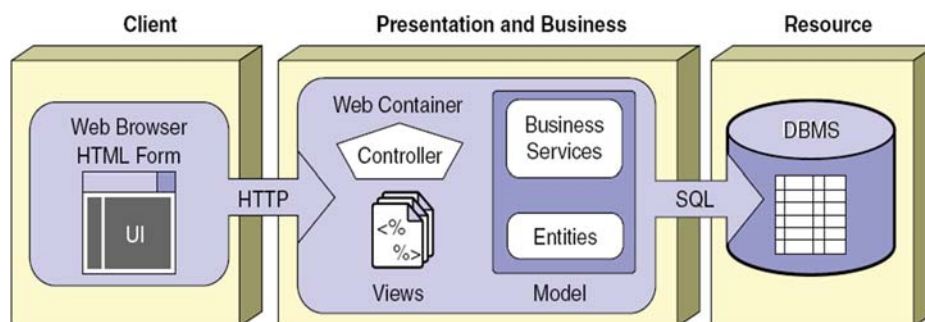 Client
Presentation and Business
Resource
Web Browser
HTML Form
UI
HTTP
Web Container
Controller
<%
%>
Views
Business
Services
Entities
Model
SQL
DBMS